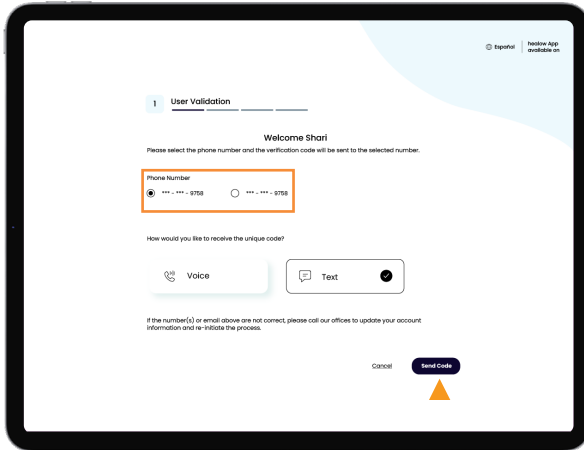 Español
healow App
available on
1 User Validation
Welcome Shari
Please select the phone number and the verification code will be sent to the selected number.
Phone Number
*** - *** - 9758 *** - *** - 9758
How would you like to receive the unique code?
Voice Text
If the number(s) or email above are not correct, please call our offices to update your account
information and re-initiate the process.
Cancel Send Code